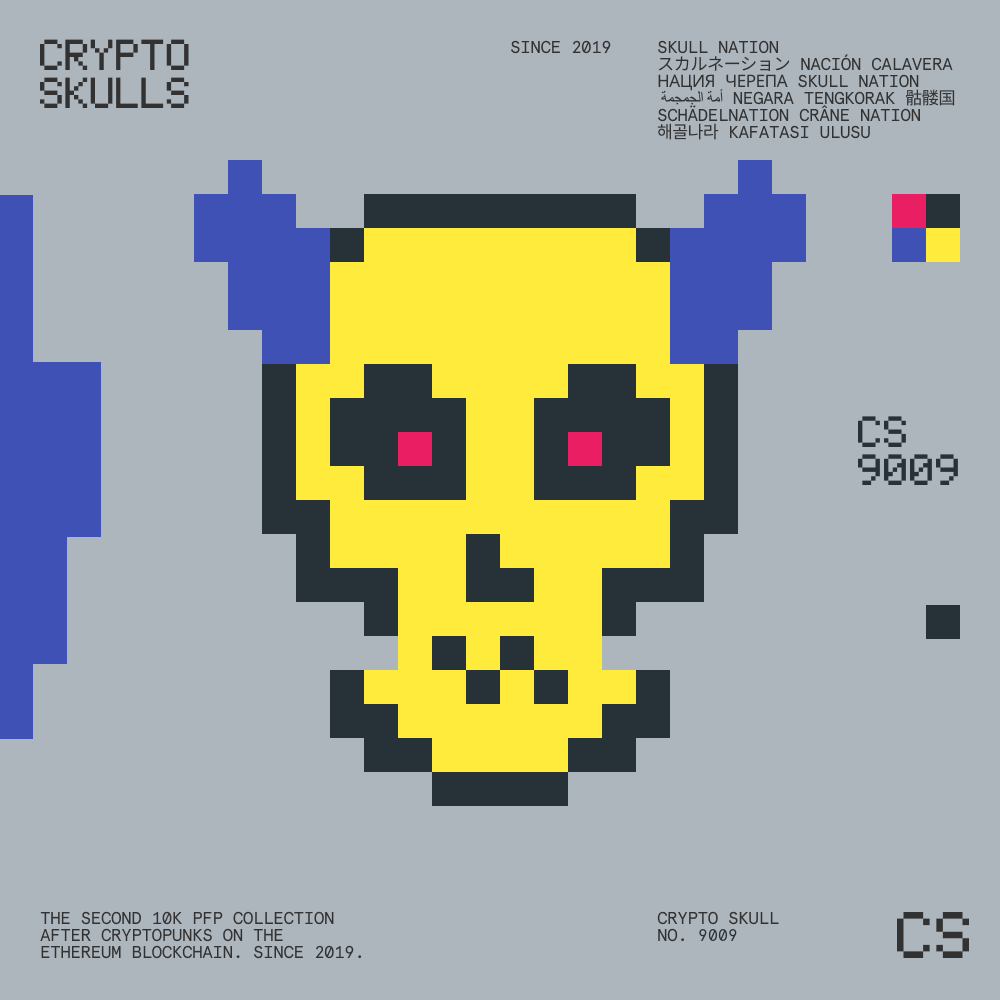 CRYPTO
SKULLS
SINCE 2019
SKULL NATION
スカルネーション NACIÓN CALAVERA
НАЦИЯ ЧЕРЕПА SKULL NATION
أمة الجمجمة NEGARA TENGKORAK 骷髅国
SCHÄDELNATION CRÂNE NATION
해골나라 KAFATASI ULUSU
CS
9009
THE SECOND 10K PFP COLLECTION
AFTER CRYPTOPUNKS ON THE
ETHEREUM BLOCKCHAIN. SINCE 2019.
CRYPTO SKULL
NO. 9009
CS